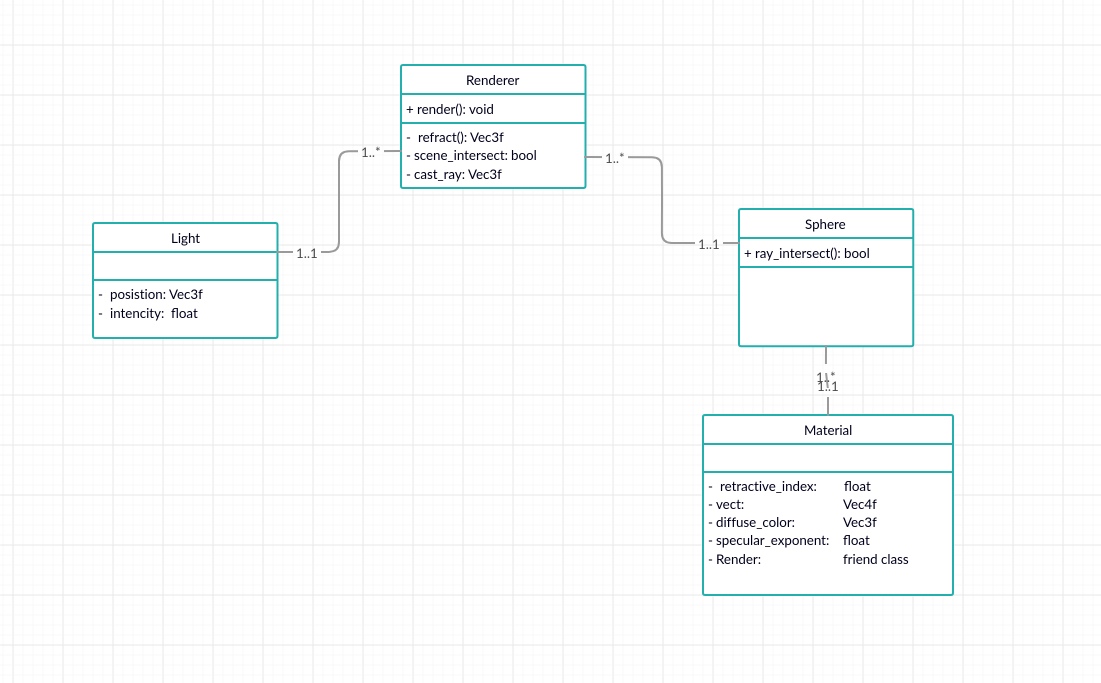 Renderer
+ render(): void
- refract(): Vec3f
- scene_intersect: bool
- cast_ray: Vec3f
1..*
1..*
Light
1..1
- posistion: Vec3f
- intencity: float
Sphere
1..1
+ ray_intersect(): bool
1..*
1..1
Material
- retractive_index: float
- vect: Vec4f
- diffuse_color: Vec3f
- specular_exponent: float
- Render: friend class